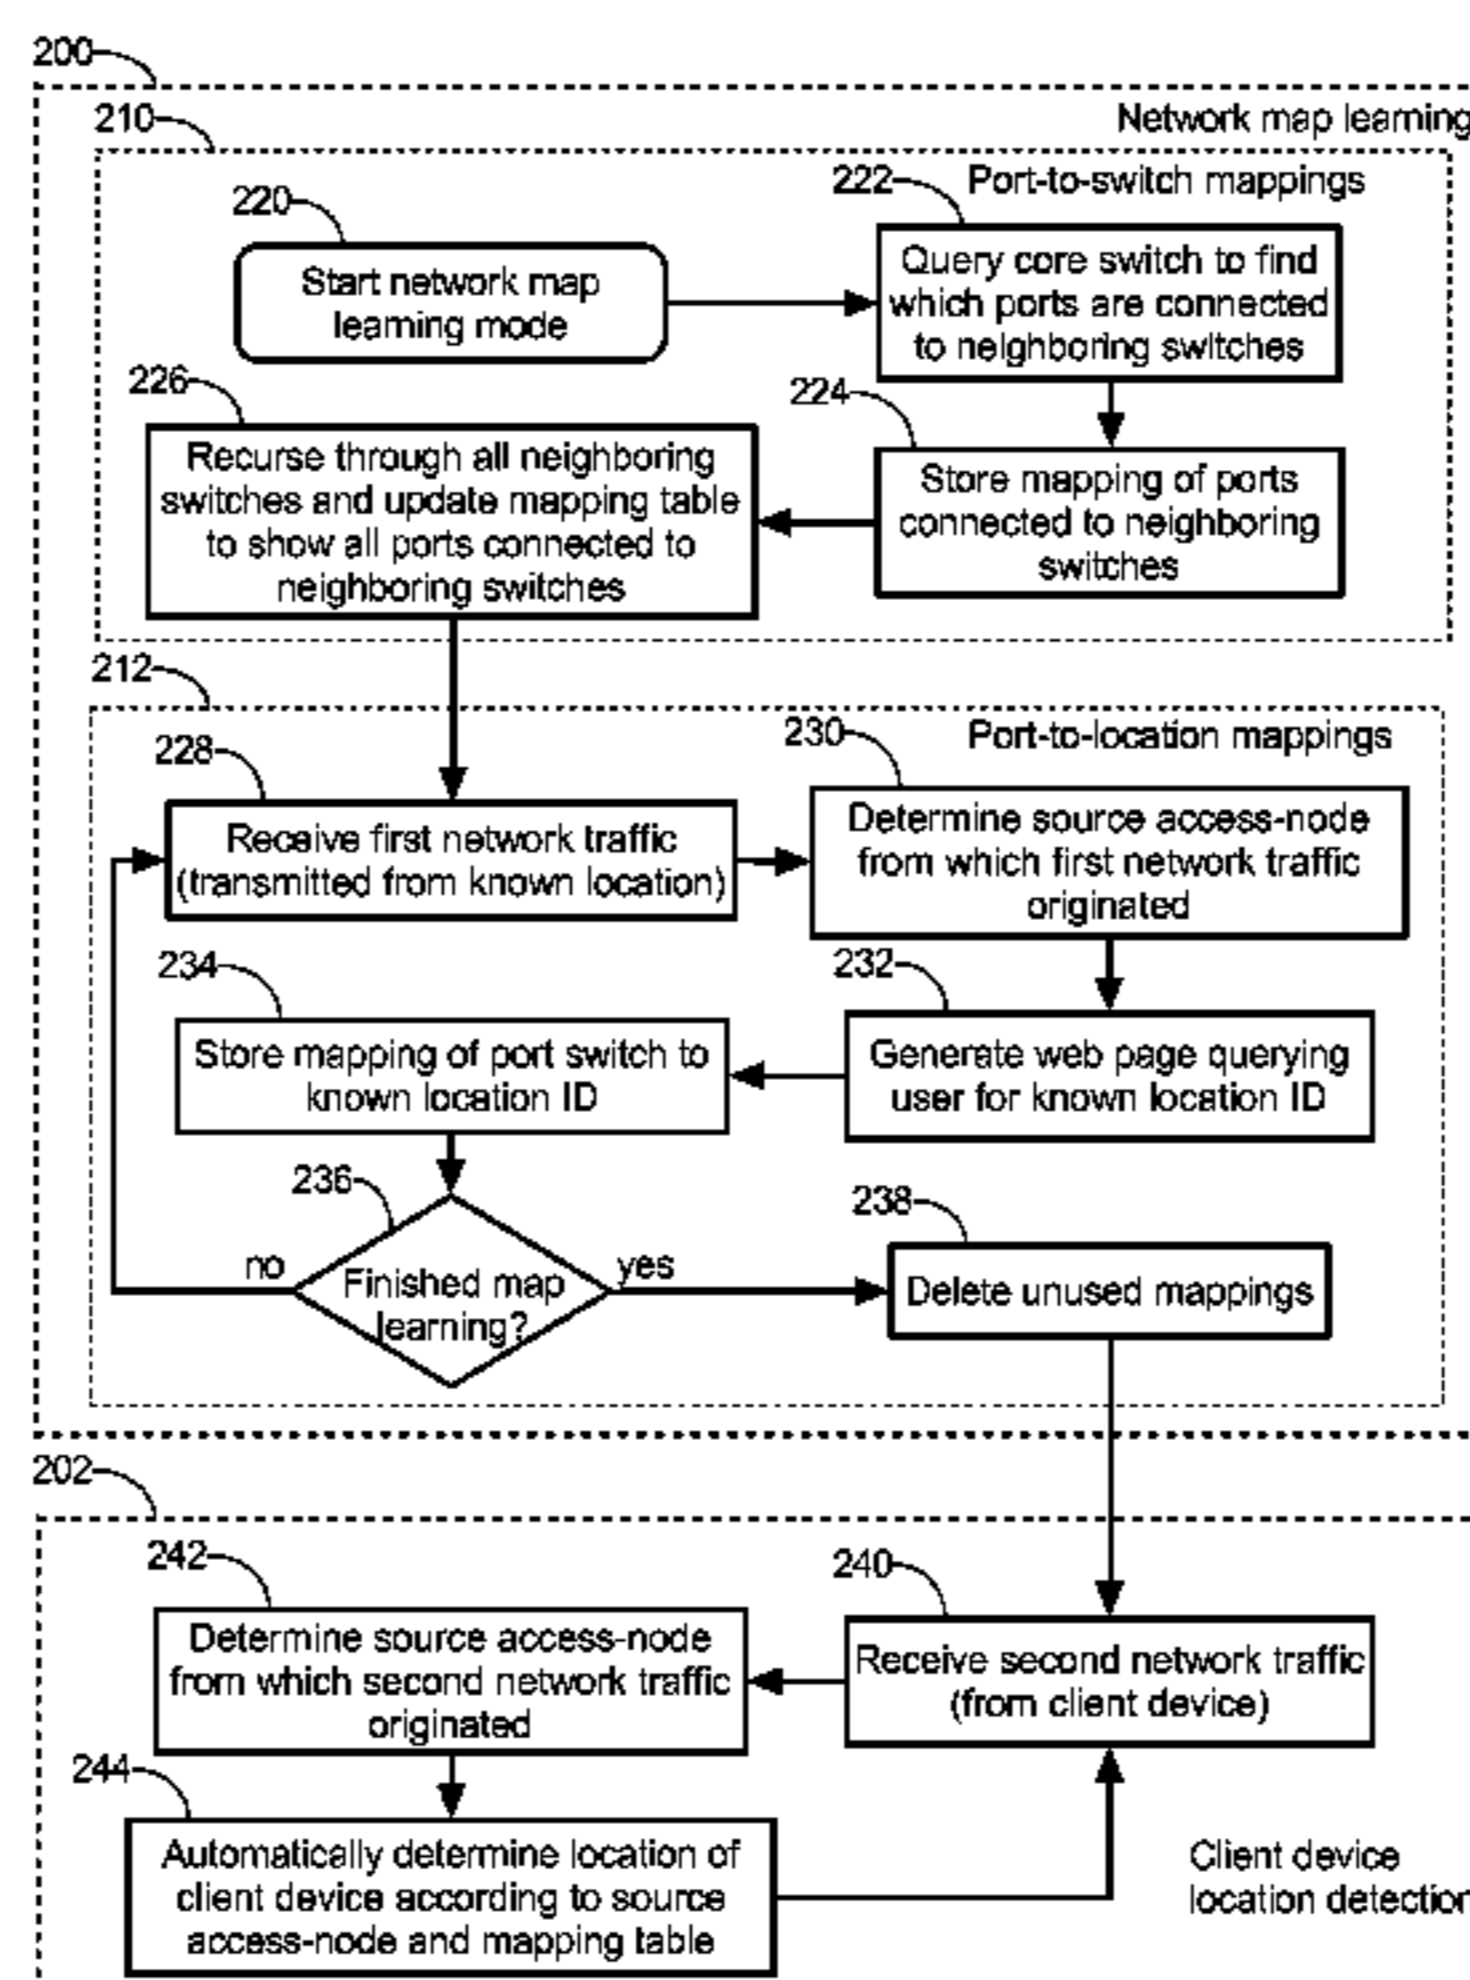 200
210
Network map learning
220
222
Port-to-switch mappings
Start network map
learning mode
Query core switch to find
which ports are connected
to neighboring switches
226
224
Recurse through all neighboring
switches and update mapping table
to show all ports connected to
neighboring switches
Store mapping of ports
connected to neighboring
switches
212
228
230
Port-to-location mappings
Receive first network traffic
(transmitted from known location)
Determine source access-node
from which first network traffic
originated
234
232
Store mapping of port switch to
known location ID
Generate web page querying
user for known location ID
236
238
no
Finished map
learning?
yes
Delete unused mappings
202
242
240
Determine source access-node
from which second network traffic
originated
Receive second network traffic
(from client device)
244
Automatically determine location of
client device according to source
access-node and mapping table
Client device
location detection